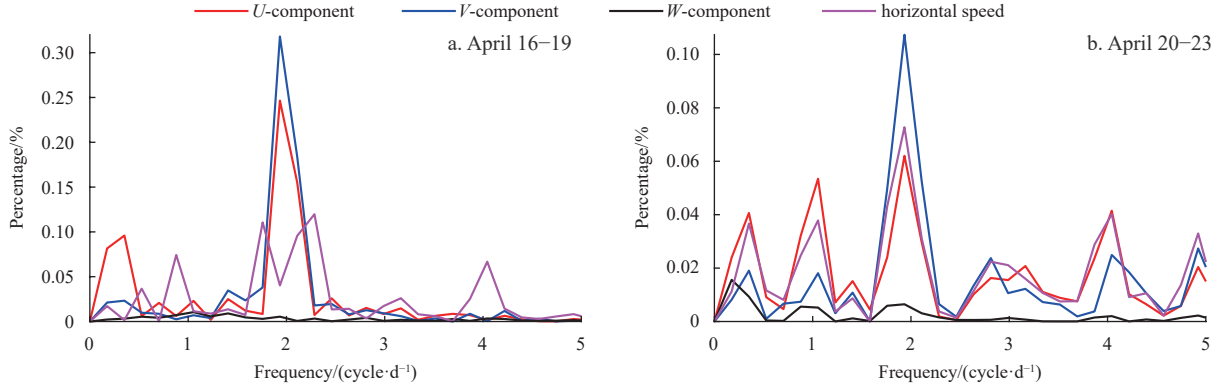 U-component V-component W-component horizontal speed
a. April 16−19
Percentage/%
0.30
0.25
0.20
0.15
0.10
0.05
0
0 1 2 3 4 5
Frequency/(cycle·d⁻¹)
b. April 20−23
Percentage/%
0.10
0.08
0.06
0.04
0.02
0
0 1 2 3 4 5
Frequency/(cycle·d⁻¹)